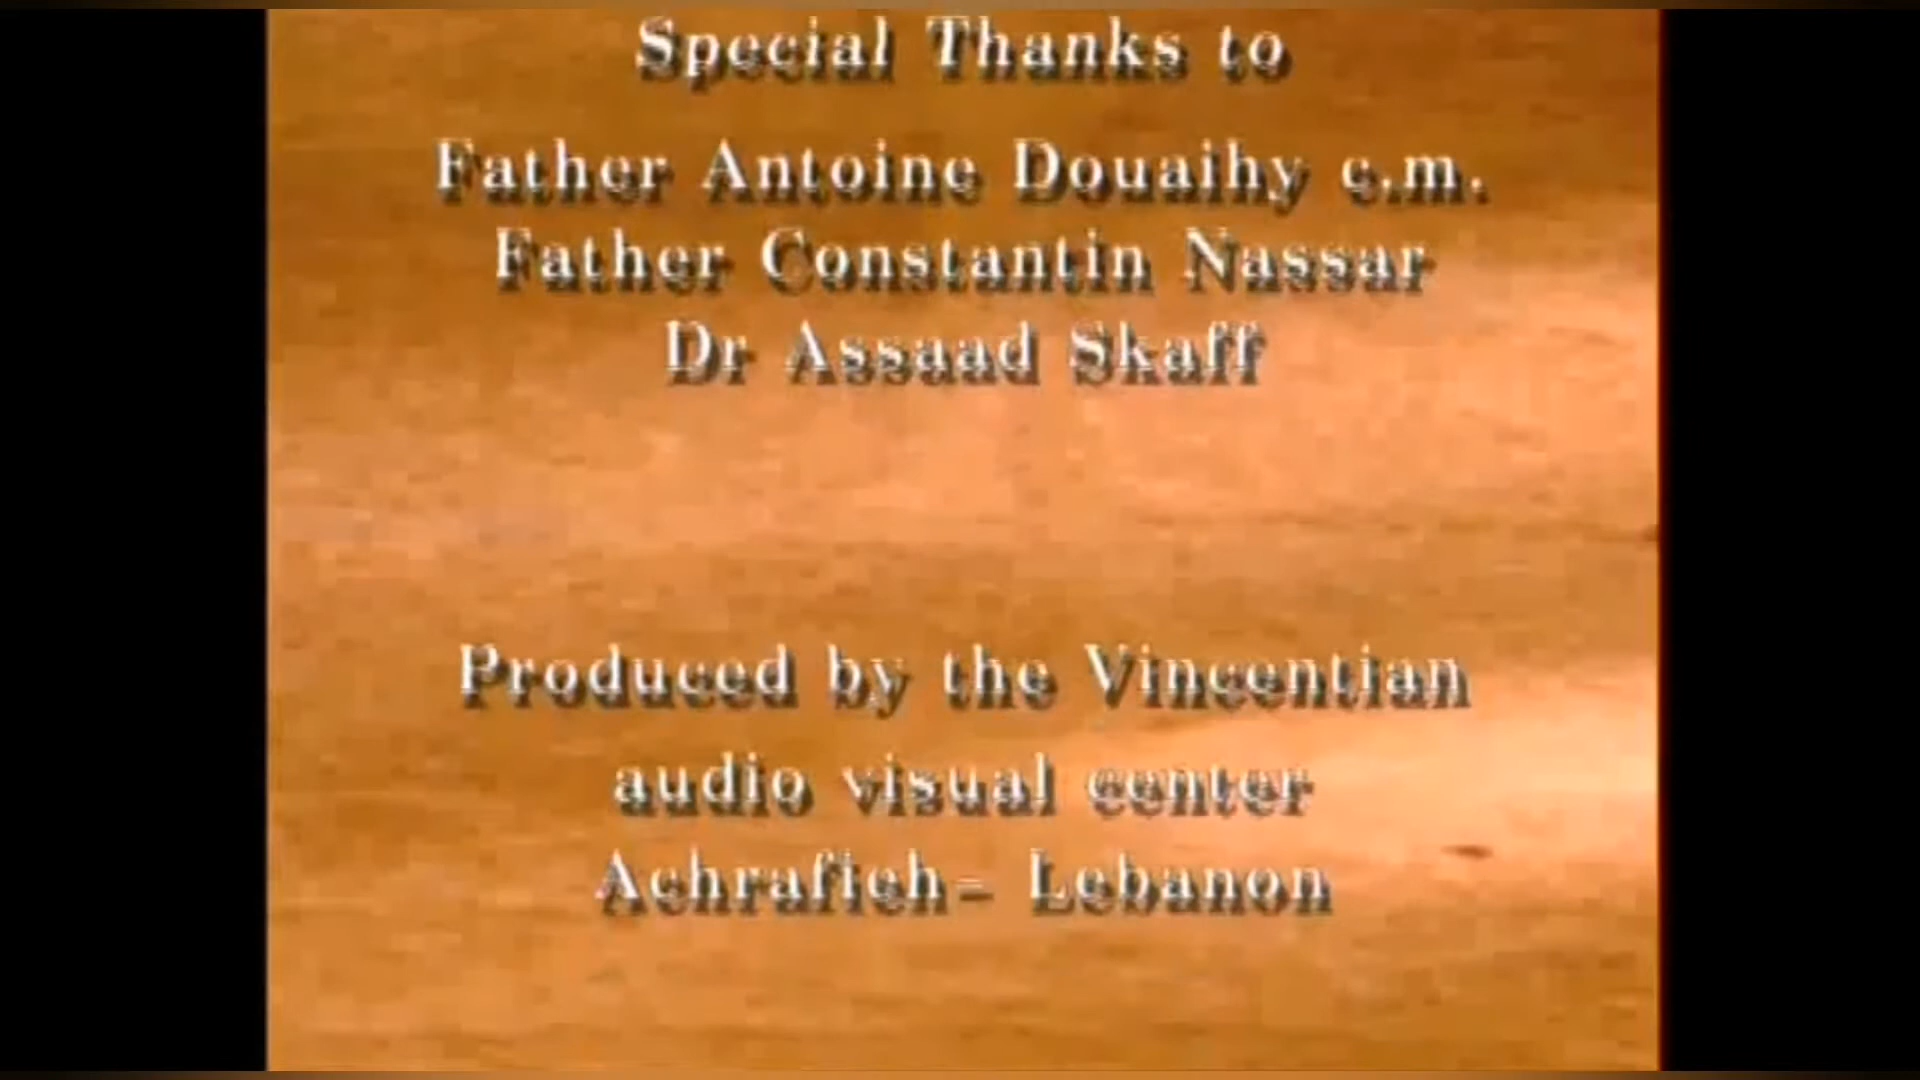 Special Thanks to
Father Antoine Douaihy c.m.
Father Constantin Nassar
Dr Assaad Skaff
Produced by the Vincentian
audio visual center
Achrafieh- Lebanon